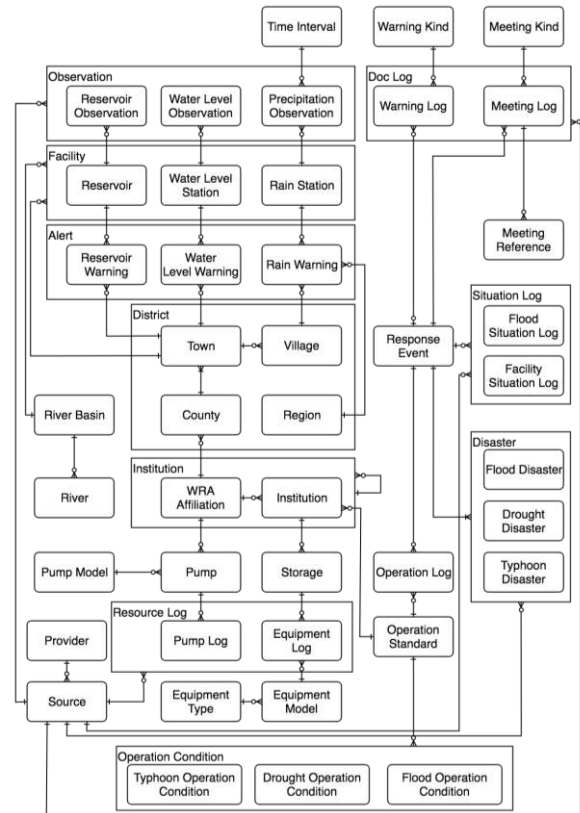 Time Interval
Warning Kind
Meeting Kind
Observation
Reservoir
Observation
Water Level
Observation
Precipitation
Observation
Doc Log
Warning Log
Meeting Log
Facility
Reservoir
Water Level
Station
Rain Station
Meeting
Reference
Alert
Reservoir
Warning
Water
Level Warning
Rain Warning
Situation Log
Flood
Situation Log
Facility
Situation Log
District
Town
Village
Response
Event
County
Region
River Basin
River
Institution
WRA
Affiliation
Institution
Disaster
Flood Disaster
Drought
Disaster
Typhoon
Disaster
Pump Model
Pump
Storage
Operation Log
Resource Log
Pump Log
Equipment
Log
Operation
Standard
Provider
Source
Equipment
Type
Equipment
Model
Operation Condition
Typhoon Operation
Condition
Drought Operation
Condition
Flood Operation
Condition